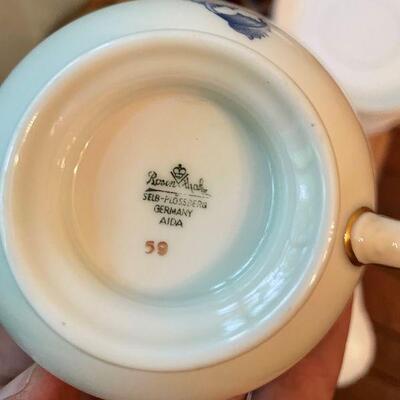 Rosenthal
SELB-PLÖSSBERG
GERMANY
AIDA
59